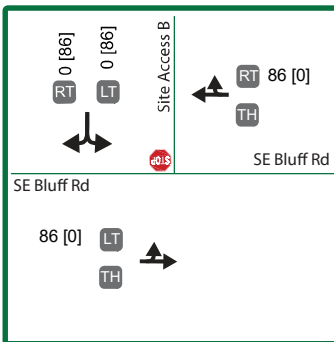 0 [86]
0 [86]
RT
LT
Site Access B
STOP
RT 86 [0]
TH
SE Bluff Rd
SE Bluff Rd
86 [0] LT
TH